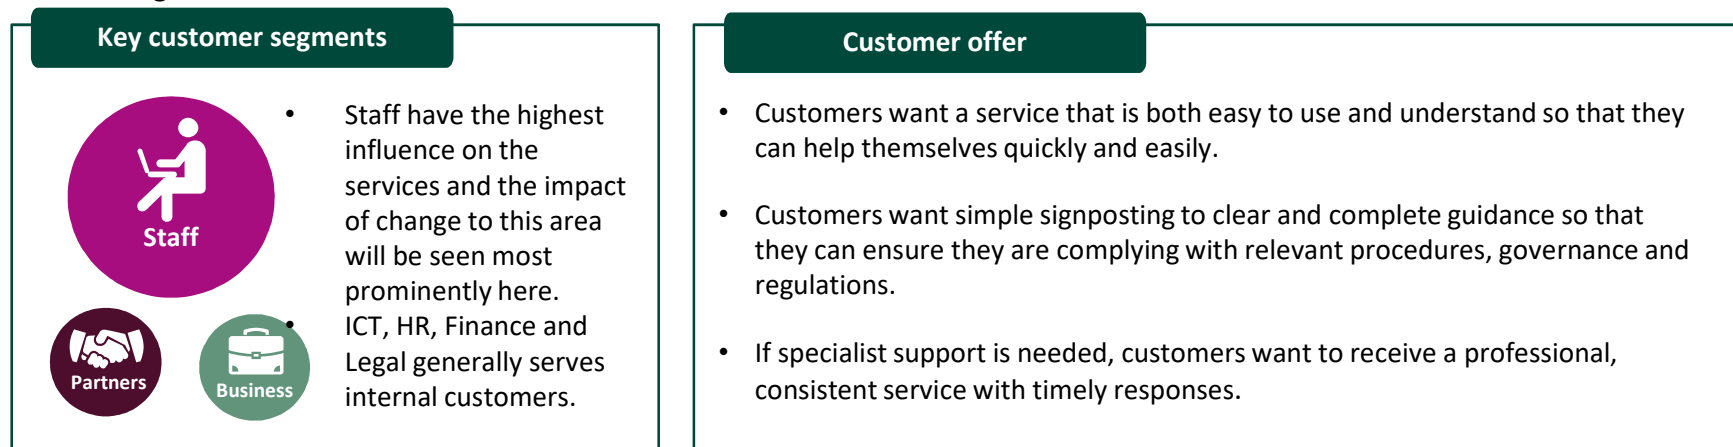 Key customer segments
Staff
Partners
Business
• Staff have the highest
influence on the
services and the impact
of change to this area
will be seen most
prominently here.
• ICT, HR, Finance and
Legal generally serves
internal customers.
Customer offer
• Customers want a service that is both easy to use and understand so that they
can help themselves quickly and easily.
• Customers want simple signposting to clear and complete guidance so that
they can ensure they are complying with relevant procedures, governance and
regulations.
• If specialist support is needed, customers want to receive a professional,
consistent service with timely responses.